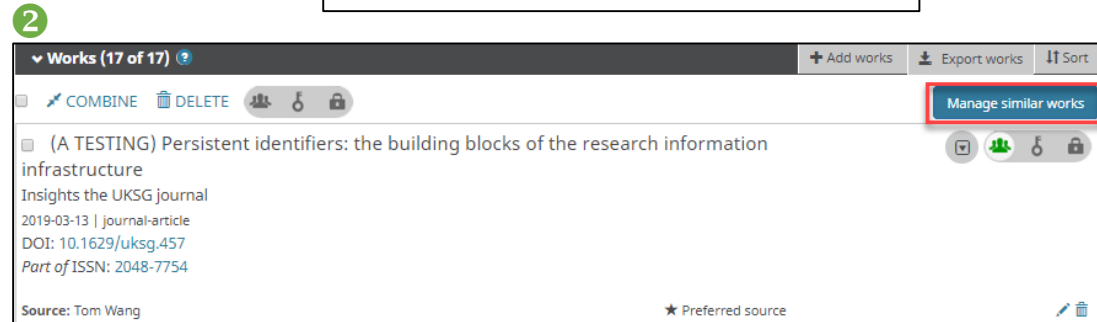 2
Works (17 of 17) ?
+ Add works
Export works
Sort
COMBINE DELETE
Manage similar works
(A TESTING) Persistent identifiers: the building blocks of the research information
infrastructure
Insights the UKSG journal
2019-03-13 | journal-article
DOI: 10.1629/uksg.457
Part of ISSN: 2048-7754
Source: Tom Wang
★ Preferred source